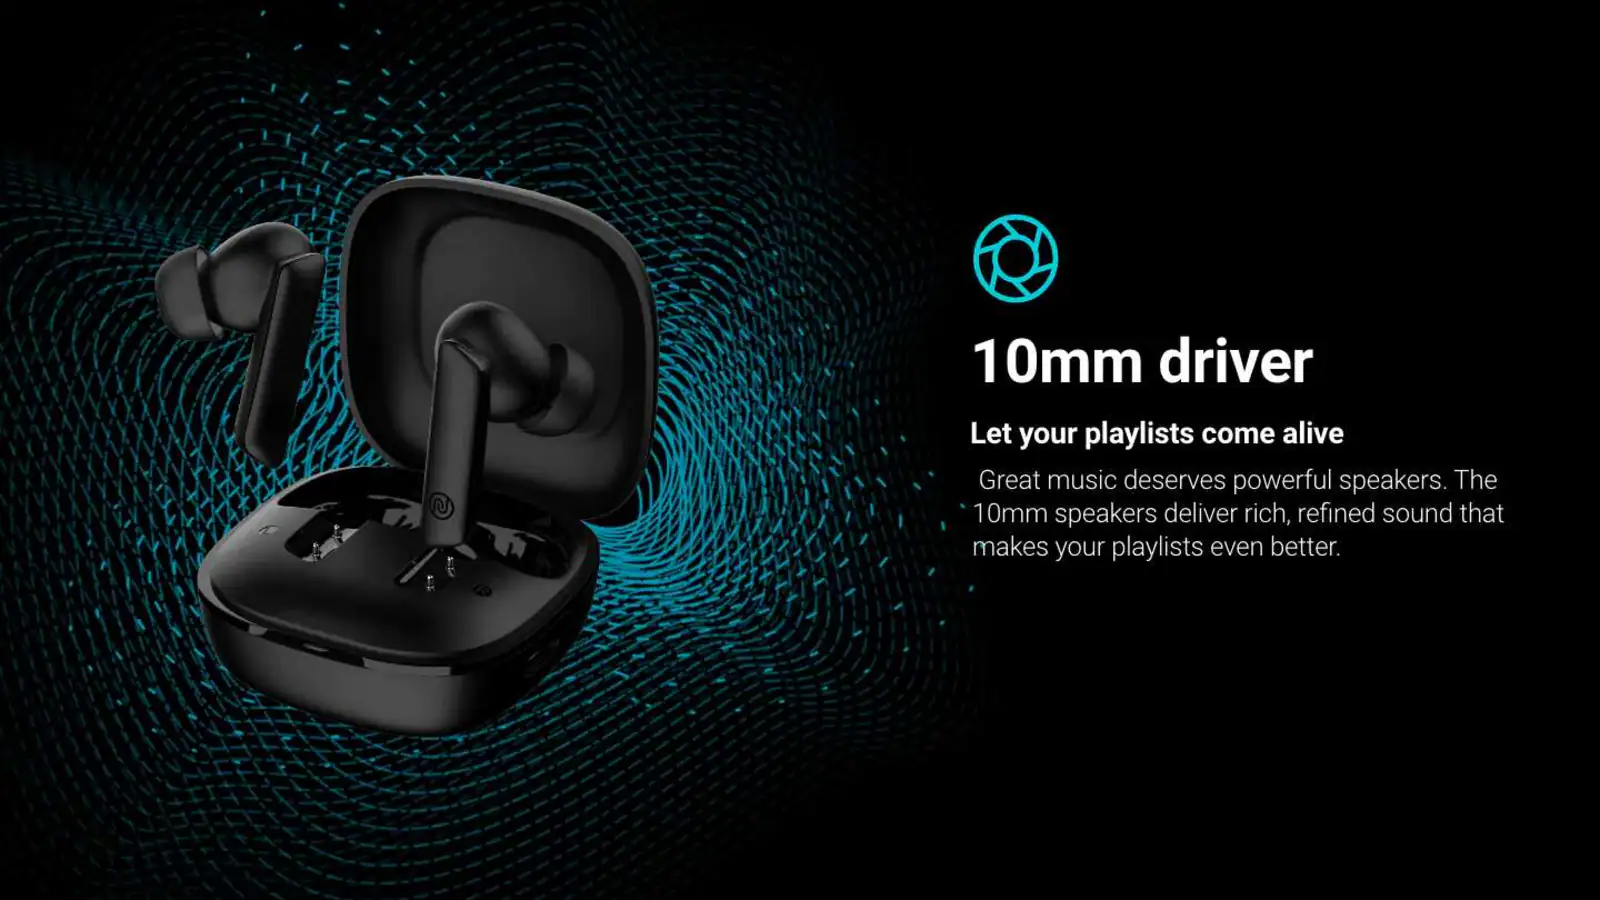 10mm driver
Let your playlists come alive
Great music deserves powerful speakers. The
10mm speakers deliver rich, refined sound that
makes your playlists even better.